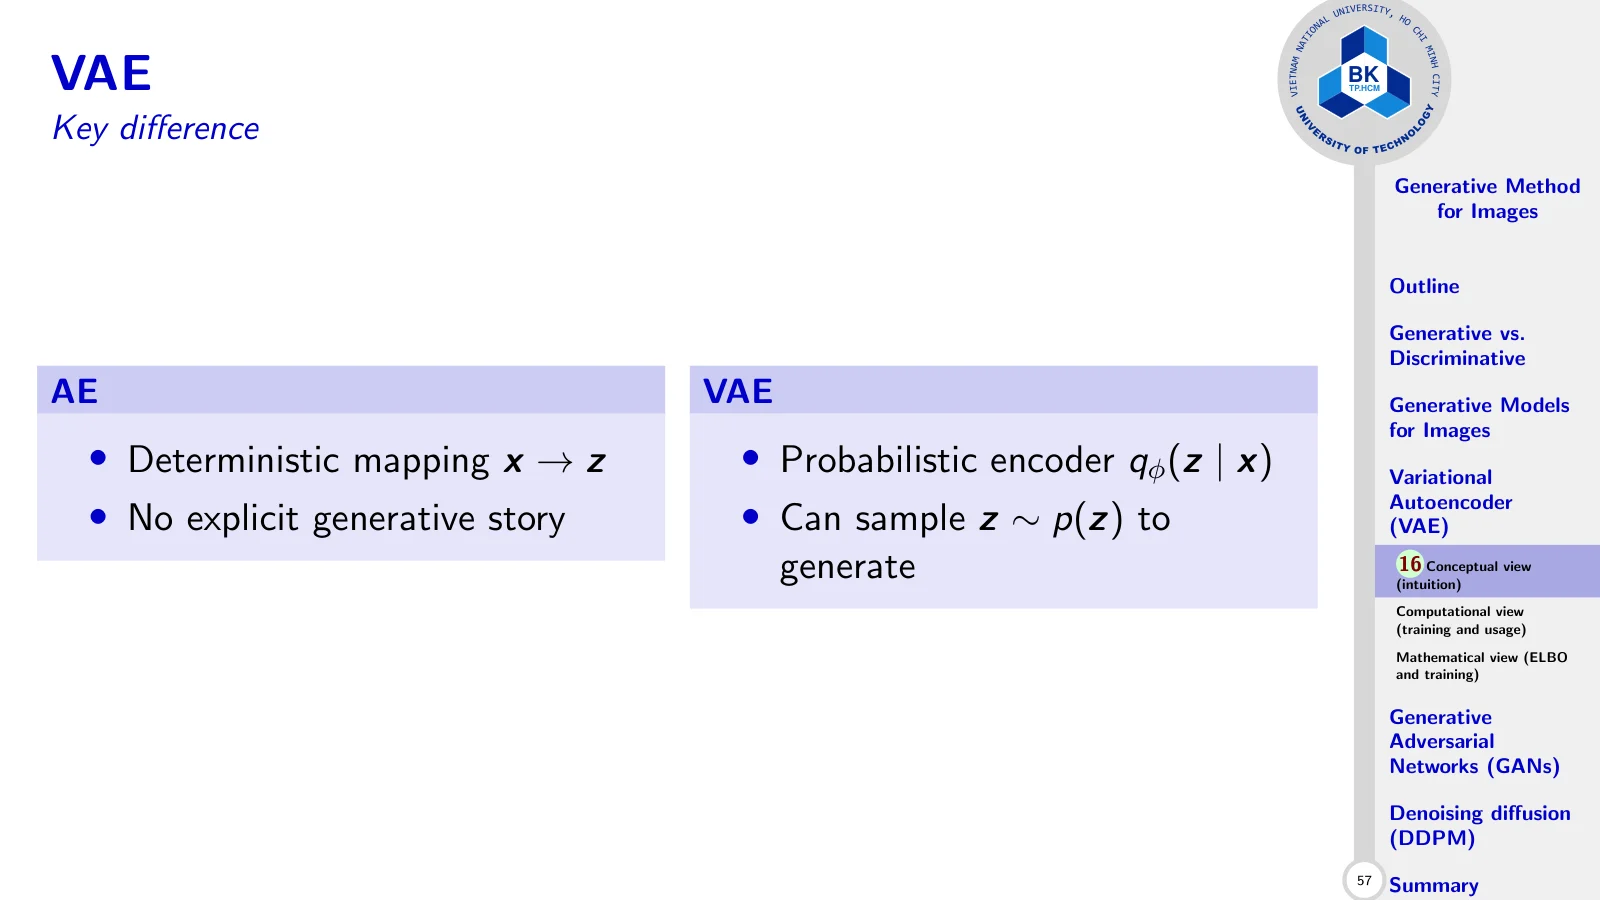 VAE
Key difference
AE
• Deterministic mapping x → z
• No explicit generative story
VAE
• Probabilistic encoder qϕ(z | x)
• Can sample z ∼ p(z) to
generate
VIETNAM NATIONAL UNIVERSITY, HO CHI MINH CITY
BK
TP.HCM
UNIVERSITY OF TECHNOLOGY
Generative Method
for Images
Outline
Generative vs.
Discriminative
Generative Models
for Images
Variational
Autoencoder
(VAE)
16 Conceptual view
(intuition)
Computational view
(training and usage)
Mathematical view (ELBO
and training)
Generative
Adversarial
Networks (GANs)
Denoising diffusion
(DDPM)
Summary
57